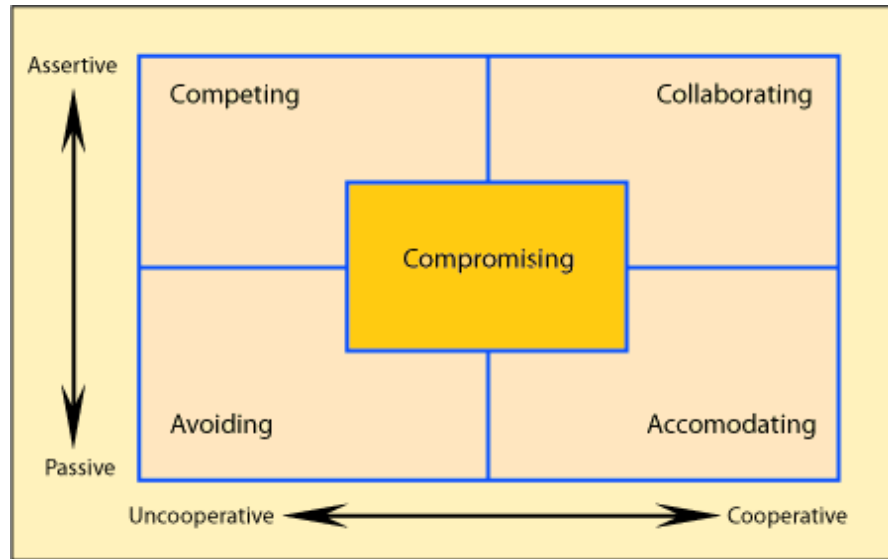 Assertive
Competing
Collaborating
Compromising
Avoiding
Accomodating
Passive
Uncooperative
Cooperative